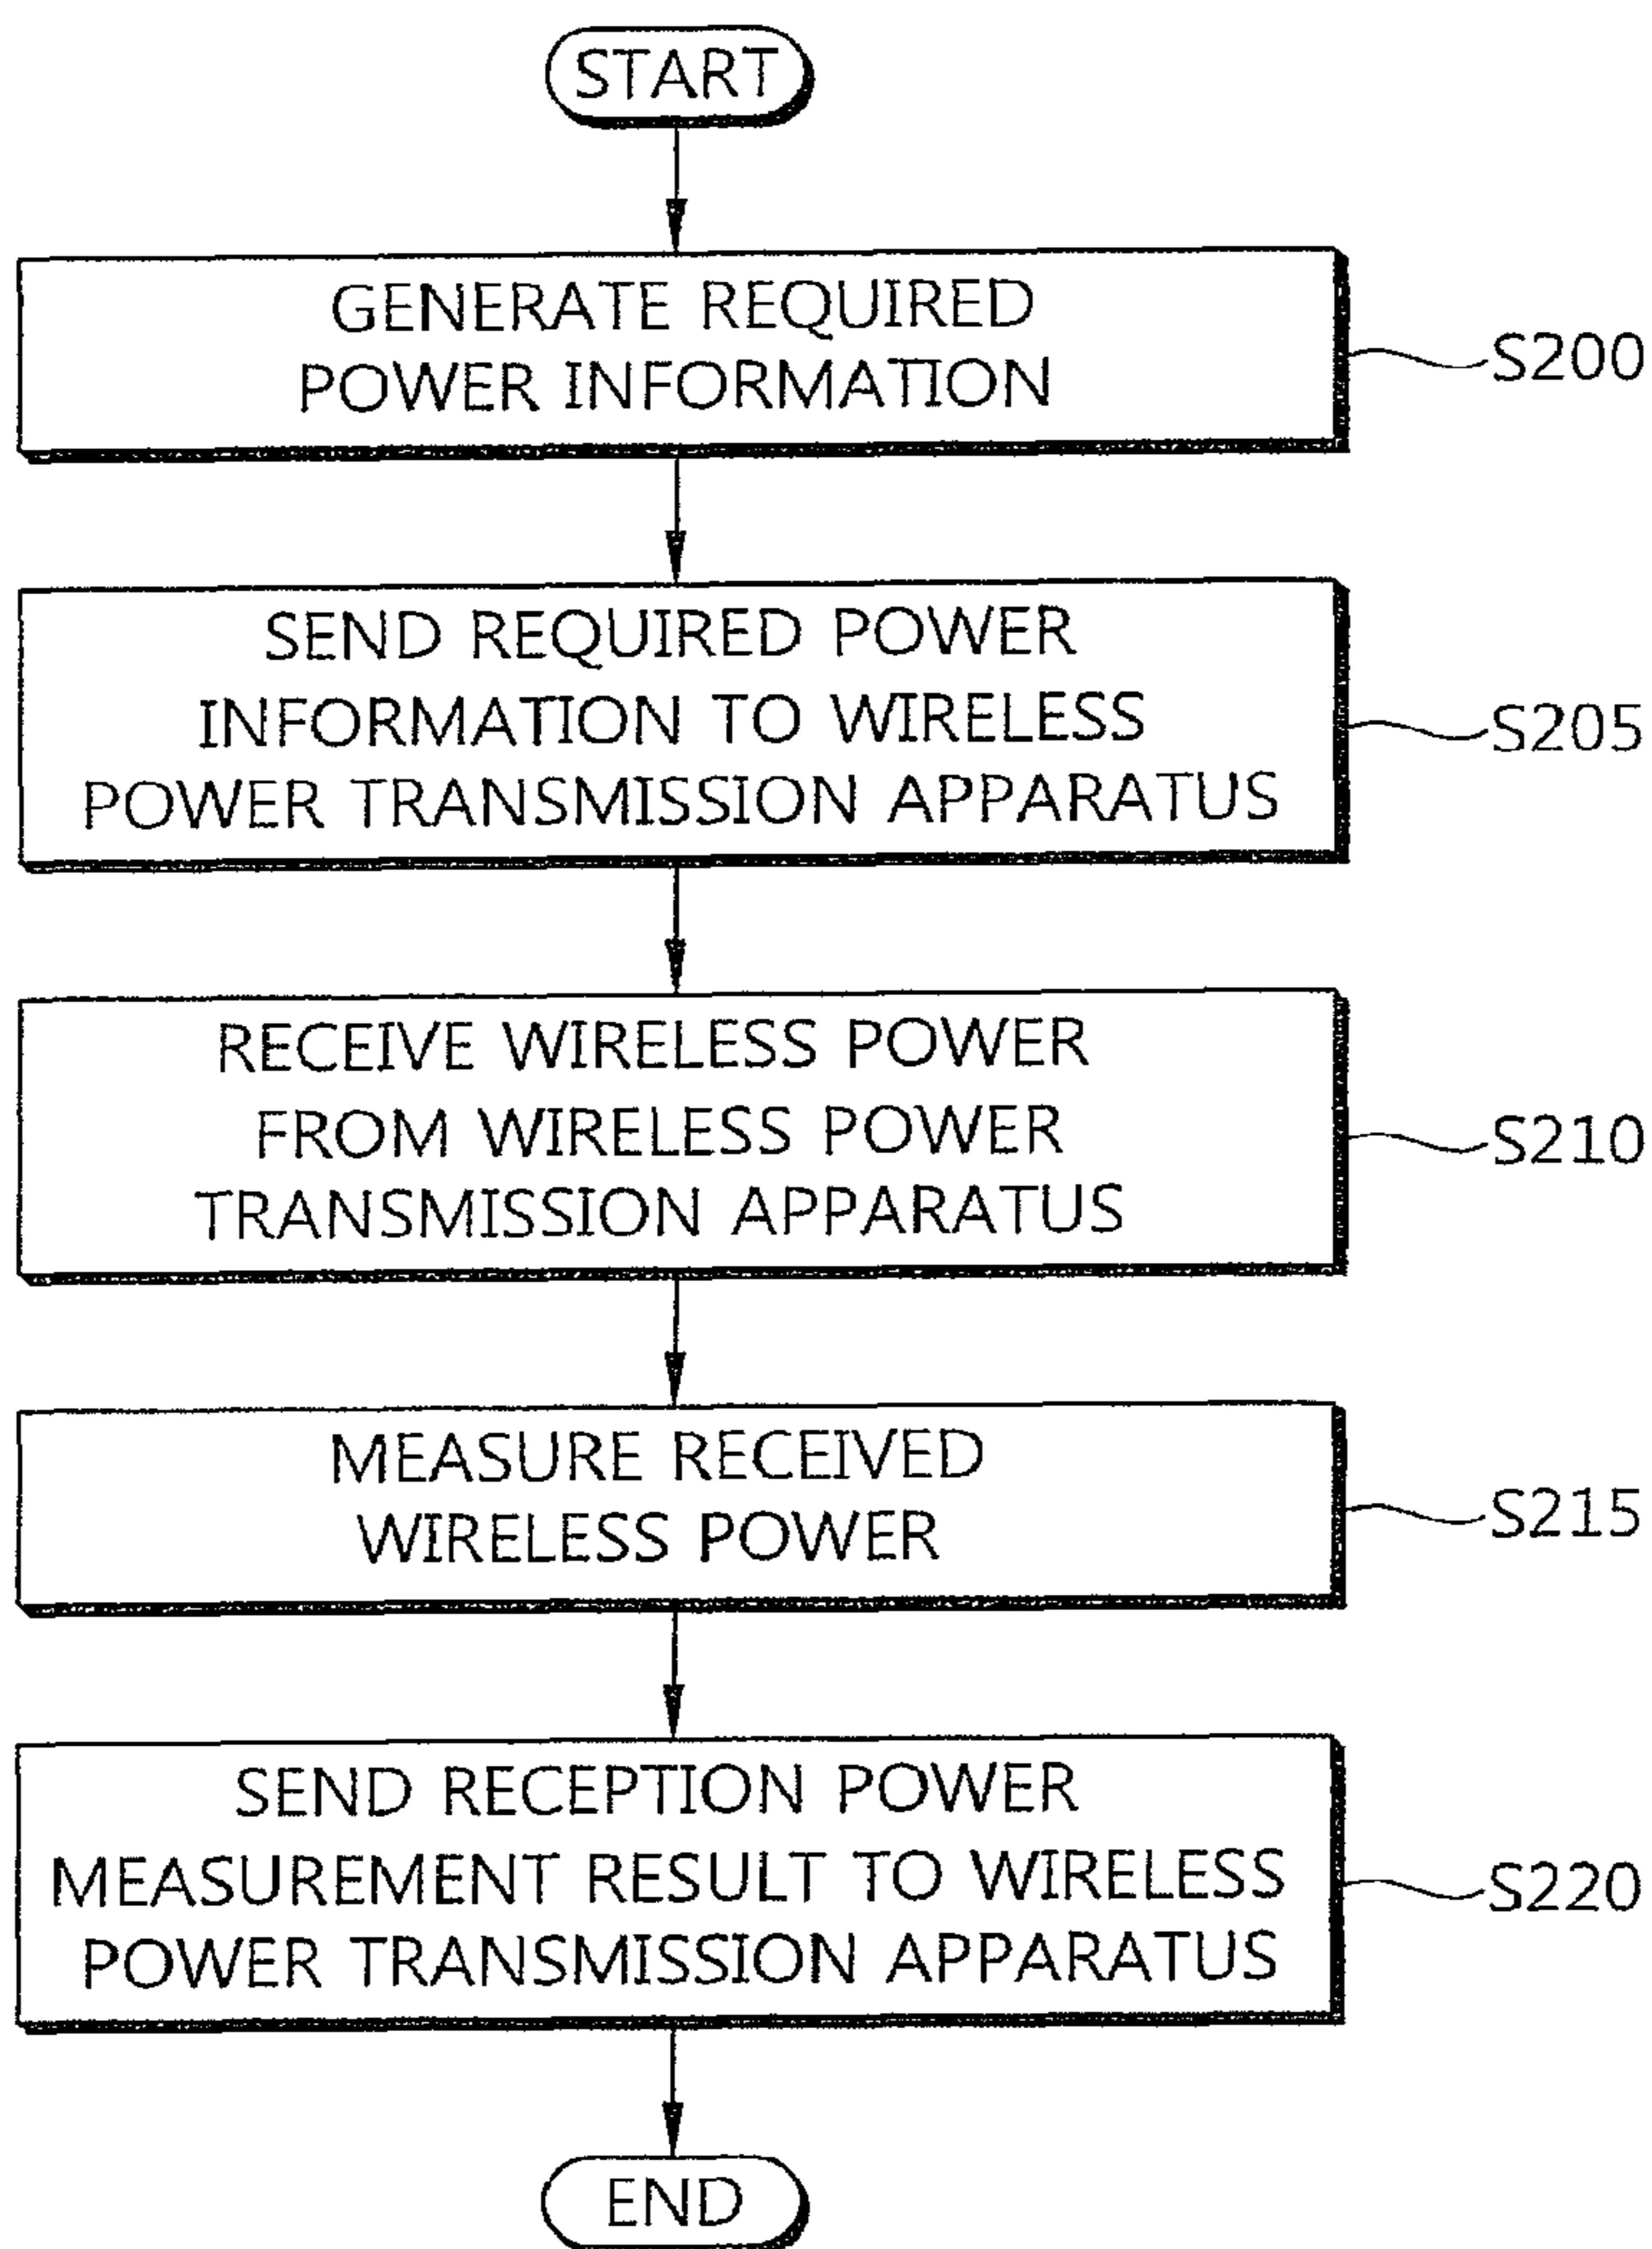 START
GENERATE REQUIRED
POWER INFORMATION
S200
SEND REQUIRED POWER
INFORMATION TO WIRELESS
POWER TRANSMISSION APPARATUS
S205
RECEIVE WIRELESS POWER
FROM WIRELESS POWER
TRANSMISSION APPARATUS
S210
MEASURE RECEIVED
WIRELESS POWER
S215
SEND RECEPTION POWER
MEASUREMENT RESULT TO WIRELESS
POWER TRANSMISSION APPARATUS
S220
END